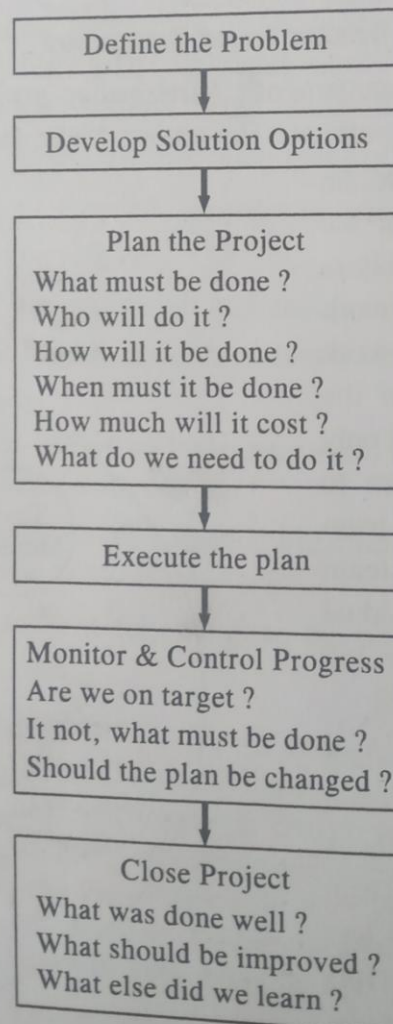 Define the Problem
Develop Solution Options
Plan the Project
What must be done ?
Who will do it ?
How will it be done ?
When must it be done ?
How much will it cost ?
What do we need to do it ?
Execute the plan
Monitor & Control Progress
Are we on target ?
It not, what must be done ?
Should the plan be changed ?
Close Project
What was done well ?
What should be improved ?
What else did we learn ?